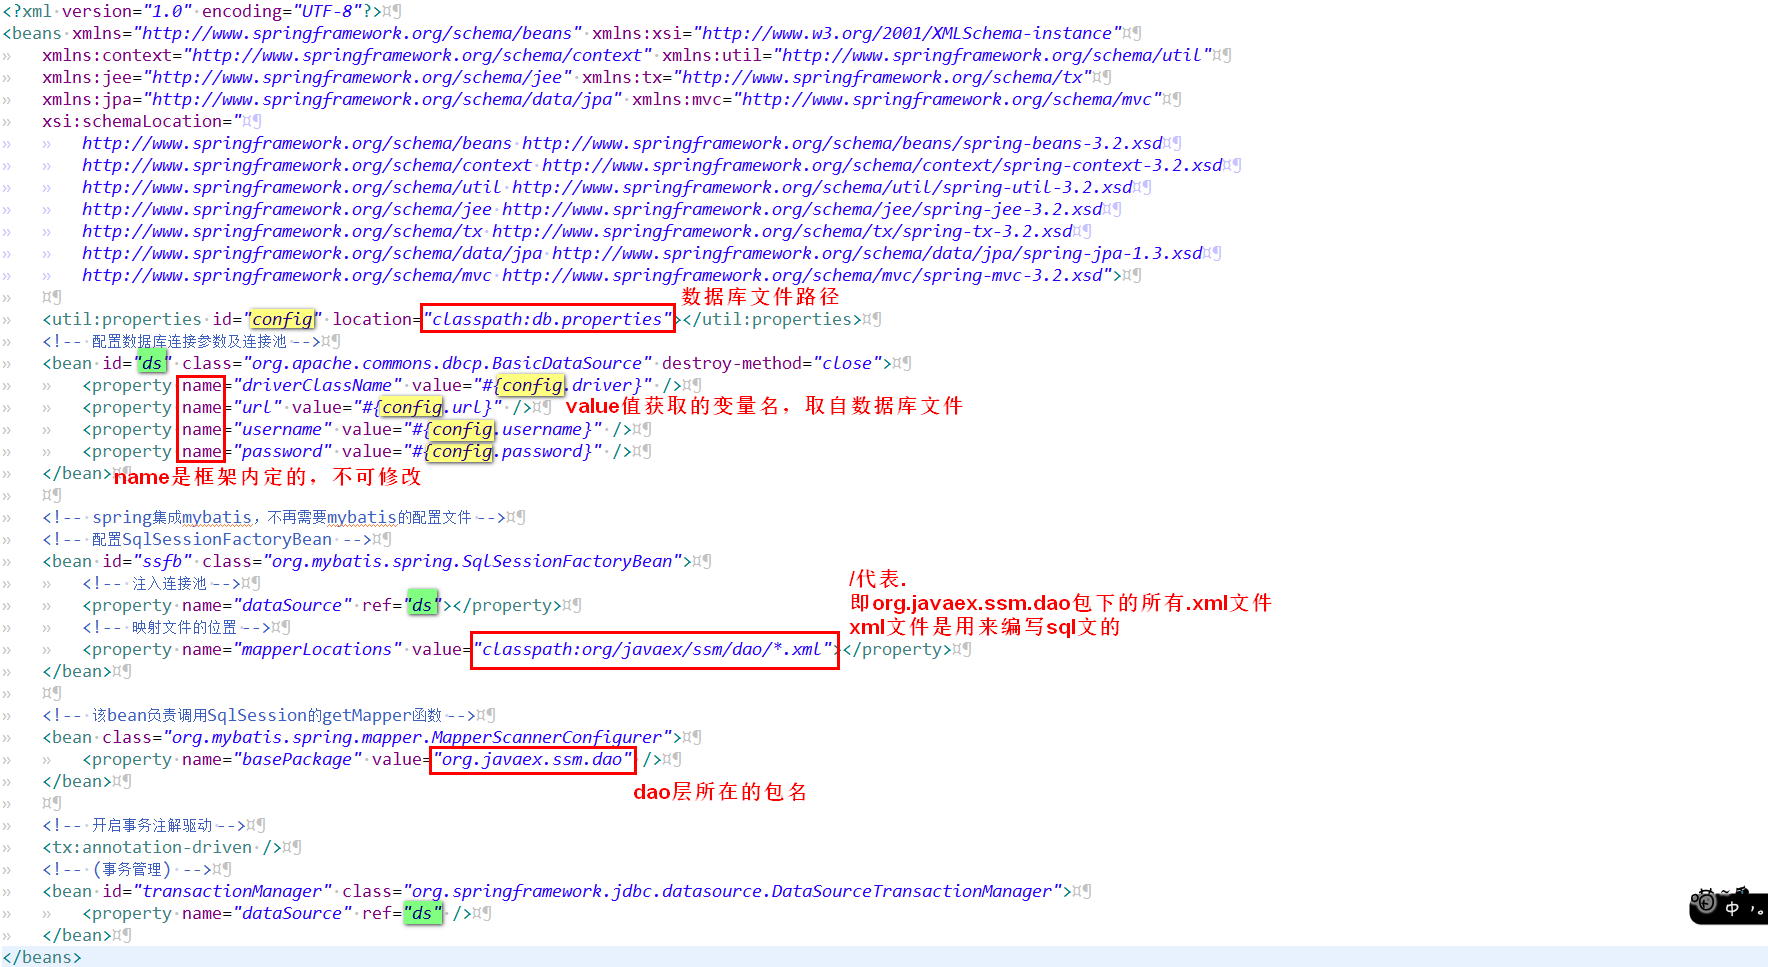 <?xml version="1.0" encoding="UTF-8"?>
<beans xmlns="http://www.springframework.org/schema/beans" xmlns:xsi="http://www.w3.org/2001/XMLSchema-instance"
xmlns:context="http://www.springframework.org/schema/context" xmlns:util="http://www.springframework.org/schema/util"
xmlns:jee="http://www.springframework.org/schema/jee" xmlns:tx="http://www.springframework.org/schema/tx"
xmlns:jpa="http://www.springframework.org/schema/data/jpa" xmlns:mvc="http://www.springframework.org/schema/mvc"
xsi:schemaLocation="
http://www.springframework.org/schema/beans http://www.springframework.org/schema/beans/spring-beans-3.2.xsd
http://www.springframework.org/schema/context http://www.springframework.org/schema/context/spring-context-3.2.xsd
http://www.springframework.org/schema/util http://www.springframework.org/schema/util/spring-util-3.2.xsd
http://www.springframework.org/schema/jee http://www.springframework.org/schema/jee/spring-jee-3.2.xsd
http://www.springframework.org/schema/tx http://www.springframework.org/schema/tx/spring-tx-3.2.xsd
http://www.springframework.org/schema/data/jpa http://www.springframework.org/schema/data/jpa/spring-jpa-1.3.xsd
http://www.springframework.org/schema/mvc http://www.springframework.org/schema/mvc/spring-mvc-3.2.xsd">
数据库文件路径
<util:properties id="config" location="classpath:db.properties"></util:properties>
<!-- 配置数据库连接参数及连接池 -->
<bean id="ds" class="org.apache.commons.dbcp.BasicDataSource" destroy-method="close">
<property name="driverClassName" value="#{config.driver}" />
<property name="url" value="#{config.url}" />
value值获取的变量名，取自数据库文件
<property name="username" value="#{config.username}" />
<property name="password" value="#{config.password}" />
</bean>
name是框架内定的，不可修改
<!-- spring集成mybatis，不再需要mybatis的配置文件 -->
<!-- 配置SqlSessionFactoryBean -->
<bean id="ssfb" class="org.mybatis.spring.SqlSessionFactoryBean">
<!-- 注入连接池 -->
/代表.
<property name="dataSource" ref="ds"></property>
即org.javaex.ssm.dao包下的所有.xml文件
<!-- 映射文件的位置 -->
xml文件是用来编写sql文的
<property name="mapperLocations" value="classpath:org/javaex/ssm/dao/*.xml"></property>
</bean>
<!-- 该bean负责调用SqlSession的getMapper函数 -->
<bean class="org.mybatis.spring.mapper.MapperScannerConfigurer">
<property name="basePackage" value="org.javaex.ssm.dao" />
</bean>
dao层所在的包名
<!-- 开启事务注解驱动 -->
<tx:annotation-driven />
<!-- (事务管理) -->
<bean id="transactionManager" class="org.springframework.jdbc.datasource.DataSourceTransactionManager">
<property name="dataSource" ref="ds" />
</bean>
</beans>
中 ，。